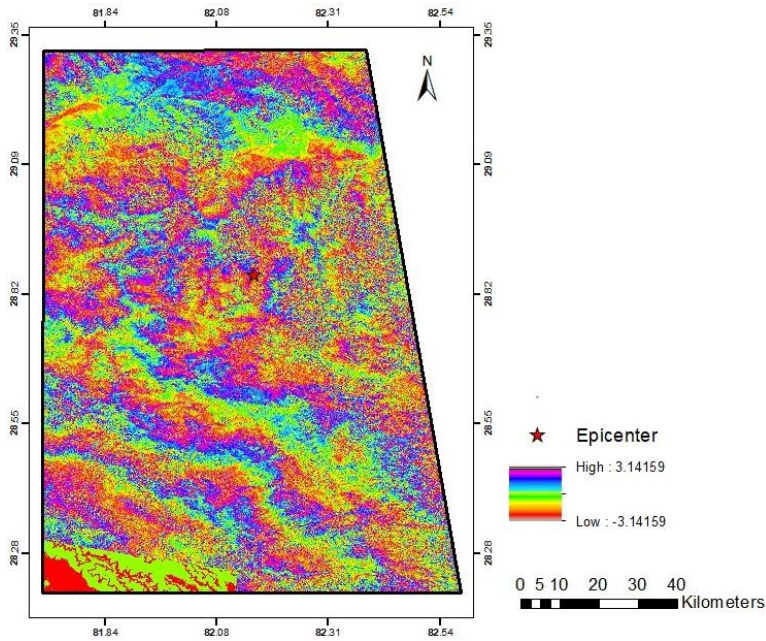 81.84 82.08 82.31 82.54
29.35 29.35
N
29.09 29.09
28.82 28.82
28.56 28.56
Epicenter
High : 3.14159
Low : -3.14159
28.28 28.28
0 5 10 20 30 40 Kilometers
81.84 82.08 82.31 82.54